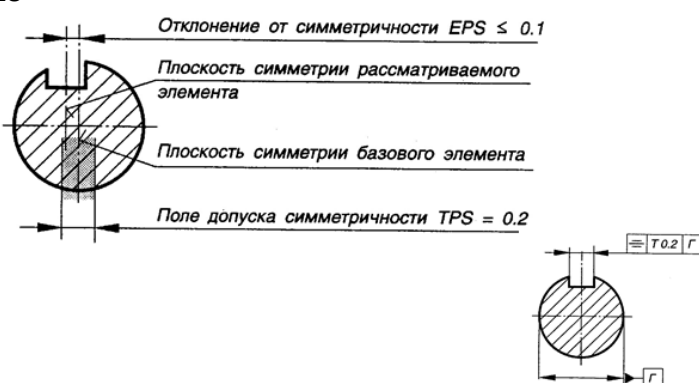 Отклонение от симметричности EPS ≤ 0.1
Плоскость симметрии рассматриваемого
элемента
Плоскость симметрии базового элемента
Поле допуска симметричности TPS = 0.2
T 0.2 Г
Г